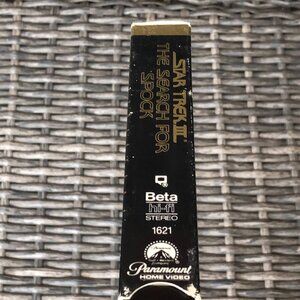 STAR TREK III
THE SEARCH FOR
SPOCK
Beta
hi-fi
STEREO
1621
Paramount
HOME VIDEO